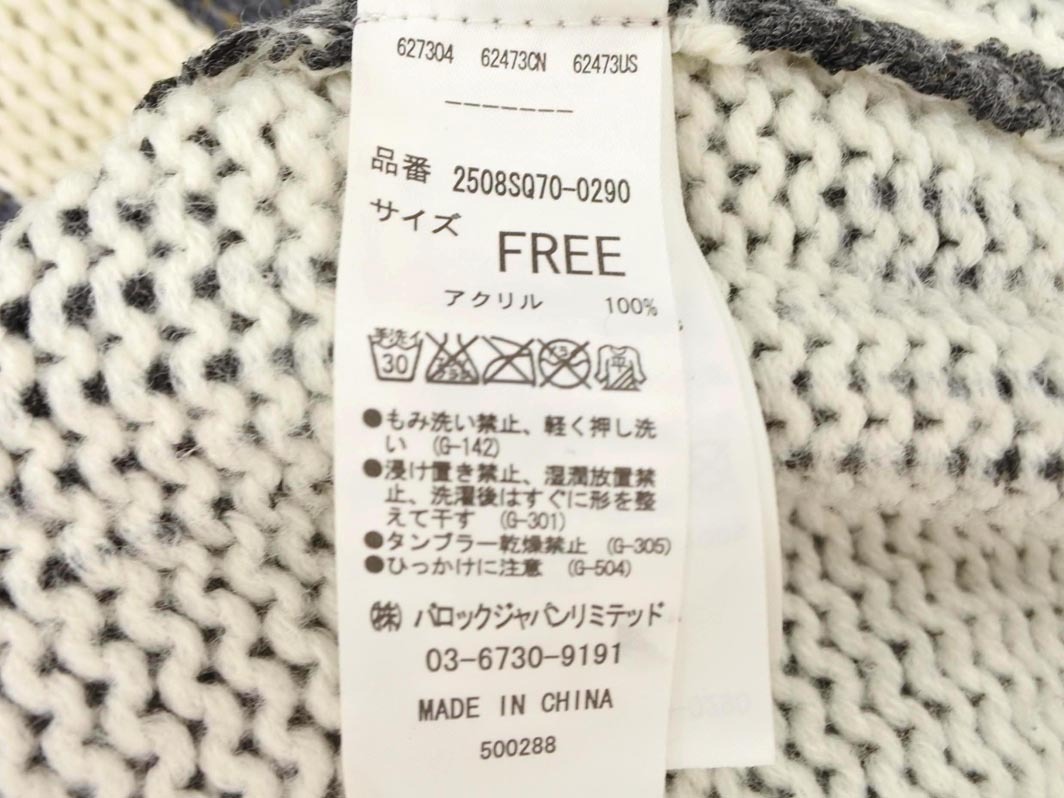 627304 62473CN 62473US
-------
品番 2508SQ70-0290
サイズ FREE
アクリル 100%
手洗イ
30
●もみ洗い禁止、軽く押し洗
い (G-142)
●浸け置き禁止、湿潤放置禁
止、洗濯後はすぐに形を整
えて干す (G-301)
●タンブラー乾燥禁止 (G-305)
●ひっかけに注意 (G-504)
㈱ バロックジャパンリミテッド
03-6730-9191
MADE IN CHINA
500288